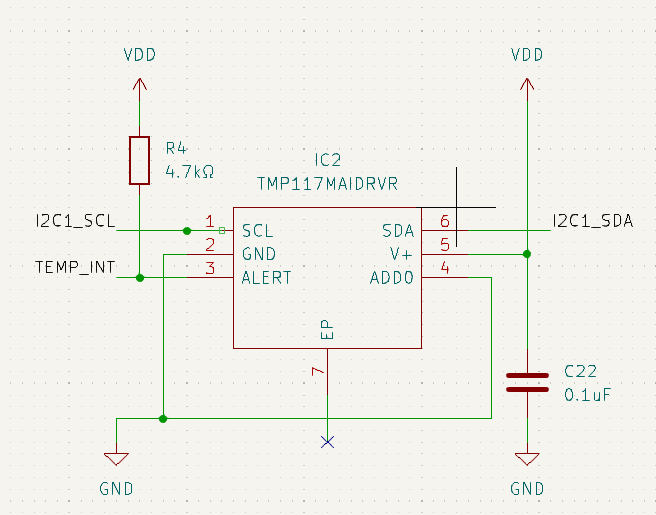 VDD
VDD
R4
4.7kΩ
IC2
TMP117MAIDRVR
I2C1_SCL
1
SCL
SDA
6
I2C1_SDA
2
GND
V+
5
TEMP_INT
3
ALERT
ADD0
4
EP
7
C22
0.1uF
GND
GND